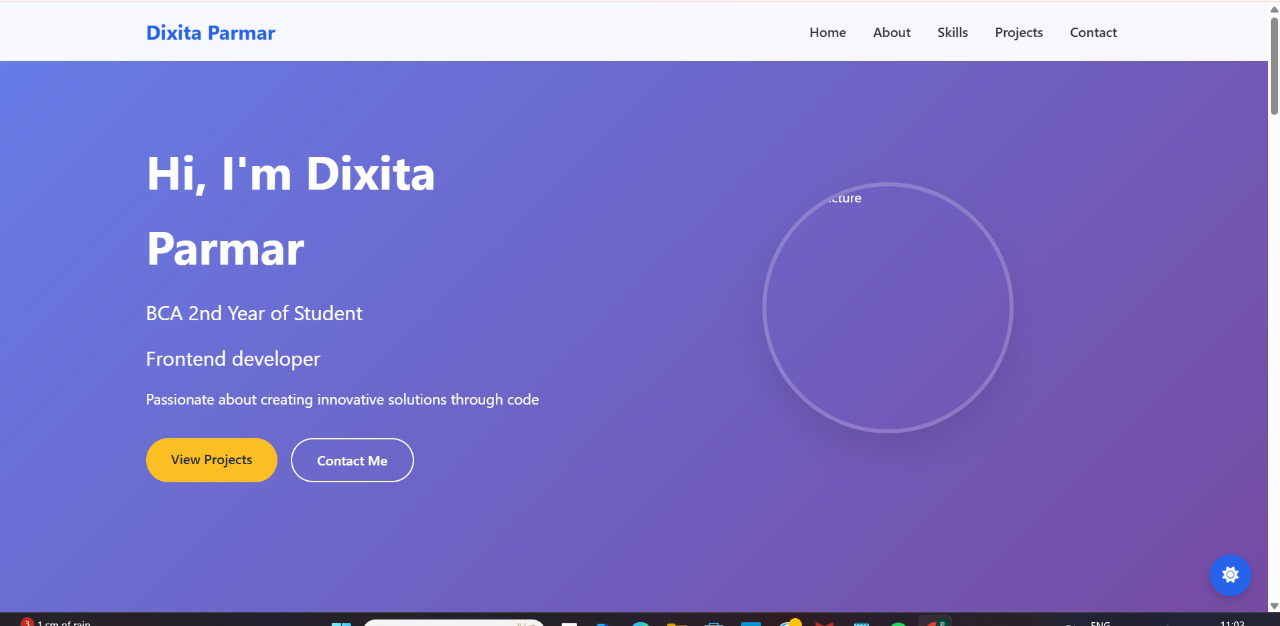 Dixita Parmar
Home About Skills Projects Contact
Hi, I'm Dixita
Parmar
BCA 2nd Year of Student
Frontend developer
Passionate about creating innovative solutions through code
View Projects Contact Me
3 1 cm of rain
ENG
11:03